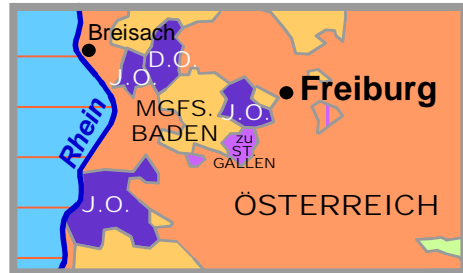 Breisach
D.O.
J.O.
Freiburg
MGFS.
BADEN
J.O.
Rhein
zu
ST.
GALLEN
J.O.
ÖSTERREICH